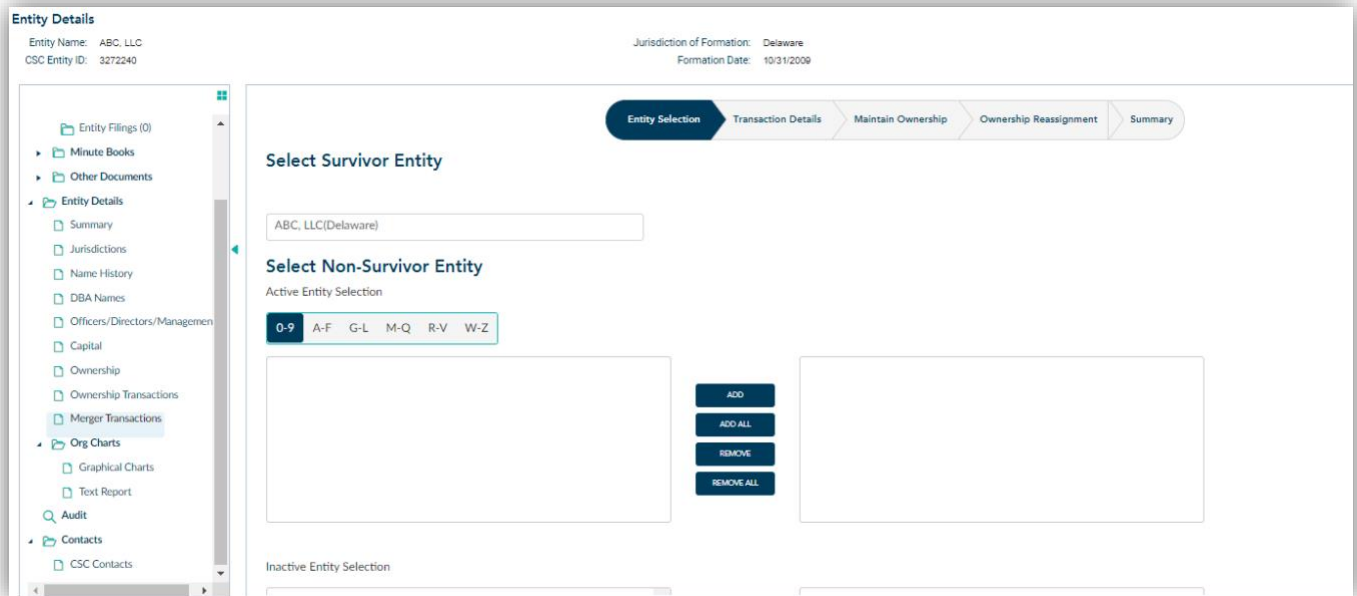 Entity Details
Entity Name: ABC, LLC
Jurisdiction of Formation: Delaware
CSC Entity ID: 3272240
Formation Date: 10/31/2009
Entity Filings (0)
Minute Books
Other Documents
Entity Details
Summary
Jurisdictions
Name History
DBA Names
Officers/Directors/Managemen
Capital
Ownership
Ownership Transactions
Merger Transactions
Org Charts
Graphical Charts
Text Report
Audit
Contacts
CSC Contacts
Entity Selection Transaction Details Maintain Ownership Ownership Reassignment Summary
Select Survivor Entity
ABC, LLC(Delaware)
Select Non-Survivor Entity
Active Entity Selection
0-9 A-F G-L M-Q R-V W-Z
ADD
ADD ALL
REMOVE
REMOVE ALL
Inactive Entity Selection